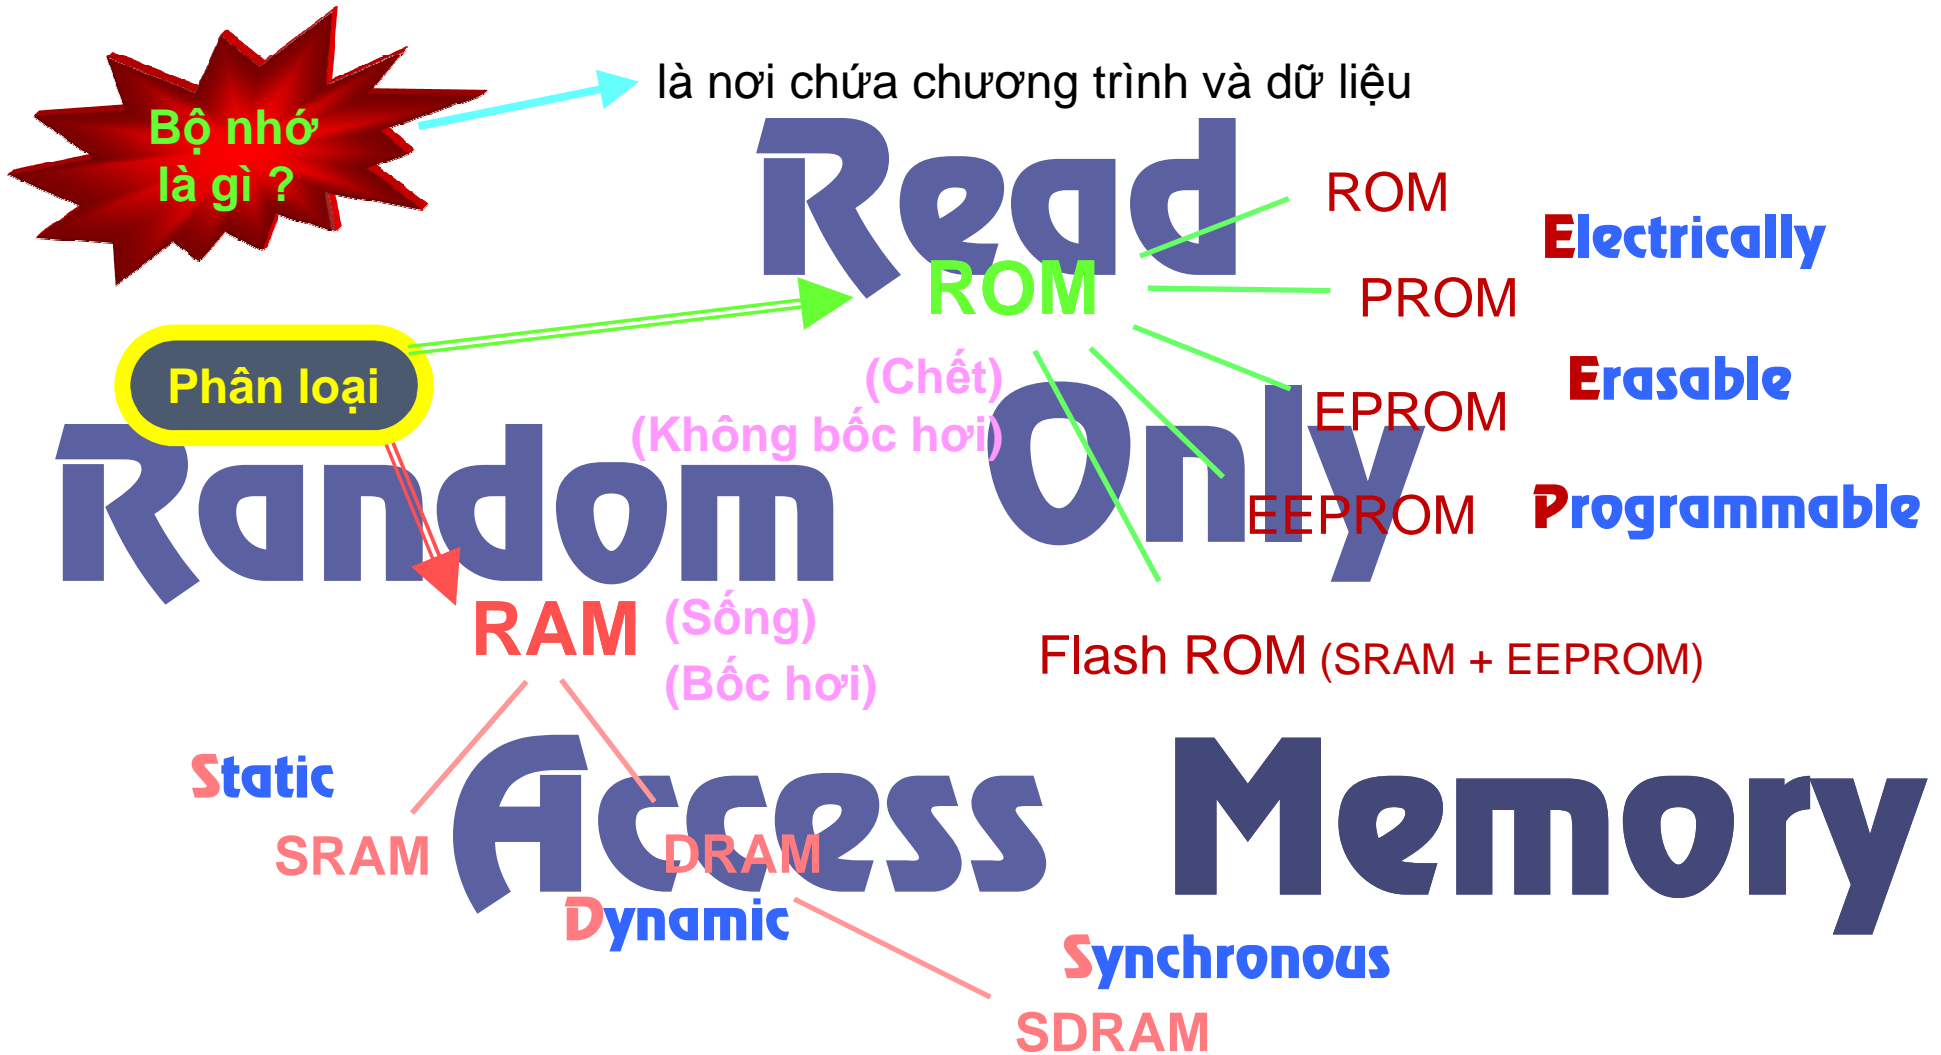 Bộ nhớ
là gì ?
là nơi chứa chương trình và dữ liệu
Read
ROM
Electrically
ROM
PROM
Phân loại
(Chết)
Erasable
Only
EPROM
(Không bốc hơi)
Random
EEPROM
Programmable
RAM
(Sống)
Flash ROM (SRAM + EEPROM)
(Bốc hơi)
Static
Access
Memory
SRAM
DRAM
Dynamic
Synchronous
SDRAM